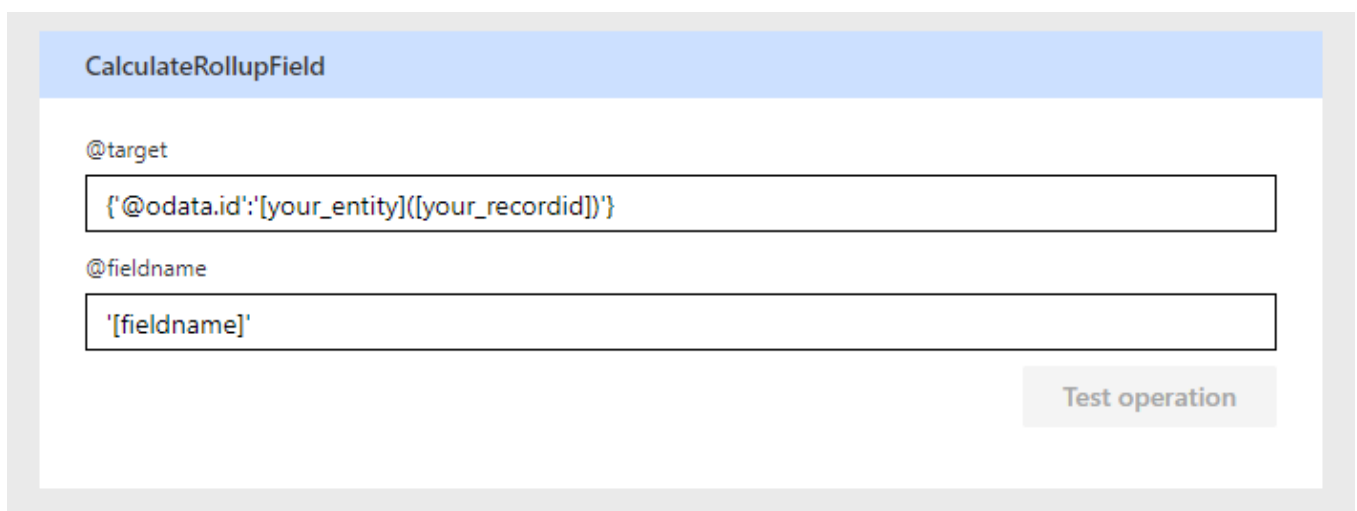 CalculateRollupField
@target
{'@odata.id':'[your_entity]([your_recordid])'}
@fieldname
'[fieldname]'
Test operation